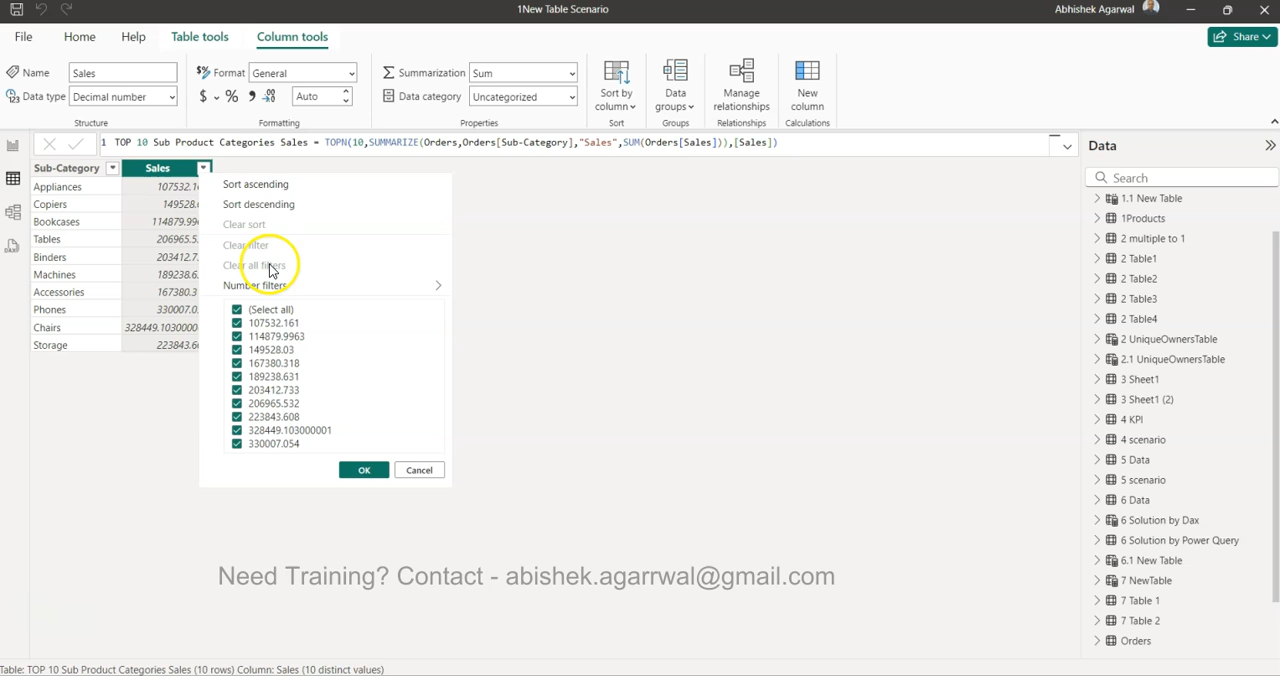 1New Table Scenario
Abhishek Agarwal
File Home Help Table tools Column tools
Share
Name Sales
Format General
Summarization Sum
Data type Decimal number
$ % Auto
Data category Uncategorized
Sort by column
Data groups
Manage relationships
New column
Structure Formatting Properties Sort Groups Relationships Calculations
1 TOP 10 Sub Product Categories Sales = TOPN(10,SUMMARIZE(Orders,Orders[Sub-Category],"Sales",SUM(Orders[Sales])),[Sales])
Sub-Category Sales
Appliances 107532.1
Copiers 149528.
Bookcases 114879.99
Tables 206965.5
Binders 203412.7
Machines 189238.6
Accessories 167380.3
Phones 330007.0
Chairs 328449.1030000
Storage 223843.6
Sort ascending
Sort descending
Clear sort
Clear filter
Clear all filters
Number filters
(Select all)
107532.161
114879.9963
149528.03
167380.318
189238.631
203412.733
206965.532
223843.608
328449.103000001
330007.054
OK Cancel
Data
Search
1.1 New Table
1Products
2 multiple to 1
2 Table1
2 Table2
2 Table3
2 Table4
2 UniqueOwnersTable
2.1 UniqueOwnersTable
3 Sheet1
3 Sheet1 (2)
4 KPI
4 scenario
5 Data
5 scenario
6 Data
6 Solution by Dax
6 Solution by Power Query
6.1 New Table
7 NewTable
7 Table 1
7 Table 2
Orders
Need Training? Contact - abishek.agarrwal@gmail.com
Table: TOP 10 Sub Product Categories Sales (10 rows) Column: Sales (10 distinct values)